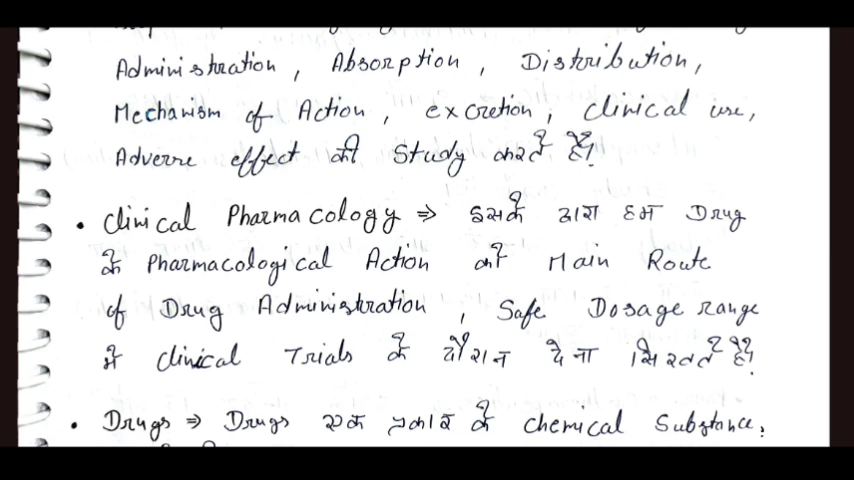 Administration, Absorption, Distribution,
Mechanism of Action, excretion, clinical use,
Adverse effect की study करते हैं।
• Clinical Pharmacology ⇒ इसके द्वारा हम Drug
के Pharmacological Action को Main Route
of Drug Administration, Safe Dosage range
में Clinical Trials के दौरान देना सिखते हैं।
• Drugs ⇒ Drugs एक प्रकार के chemical Substance